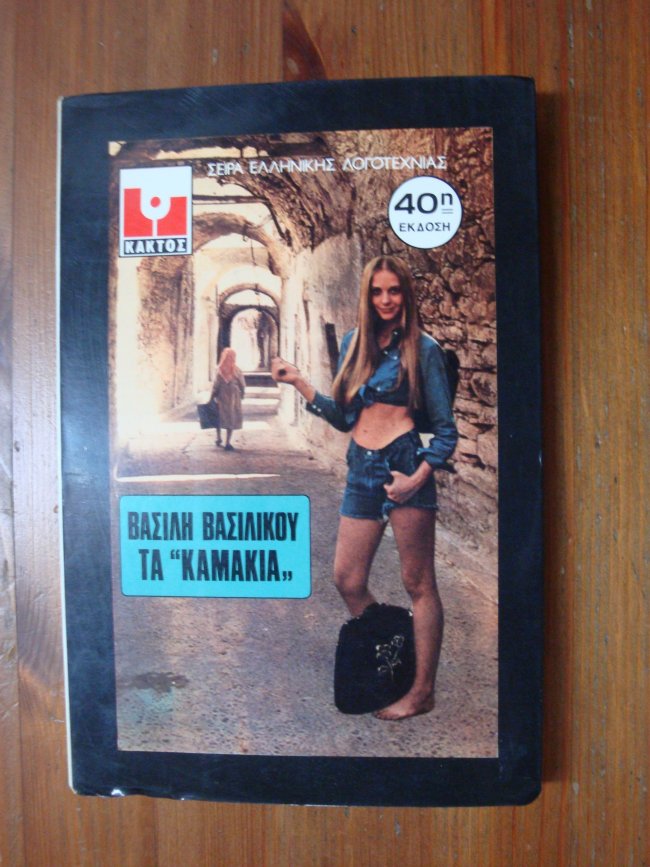 ΣΕΙΡΑ ΕΛΛΗΝΙΚΗΣ ΛΟΓΟΤΕΧΝΙΑΣ
ΚΑΚΤΟΣ
40η
ΕΚΔΟΣΗ
ΒΑΣΙΛΗ ΒΑΣΙΛΙΚΟΥ
ΤΑ “ΚΑΜΑΚΙΑ„